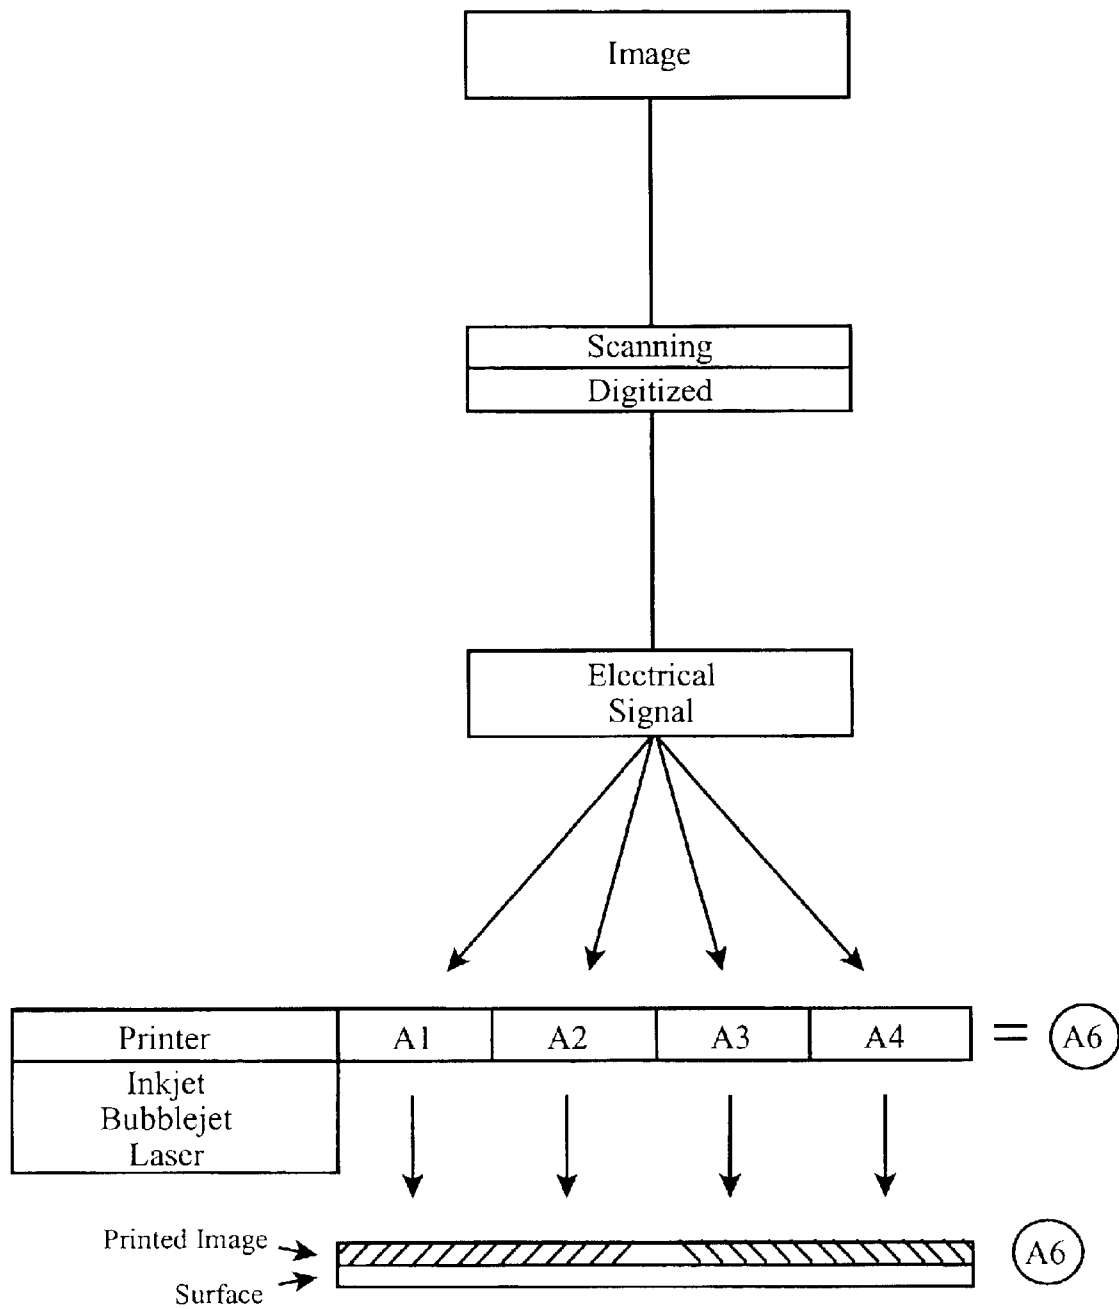 Image
Scanning
Digitized
Electrical
Signal
Printer A1 A2 A3 A4 = A6
Inkjet
Bubblejet
Laser
Printed Image
A6
Surface